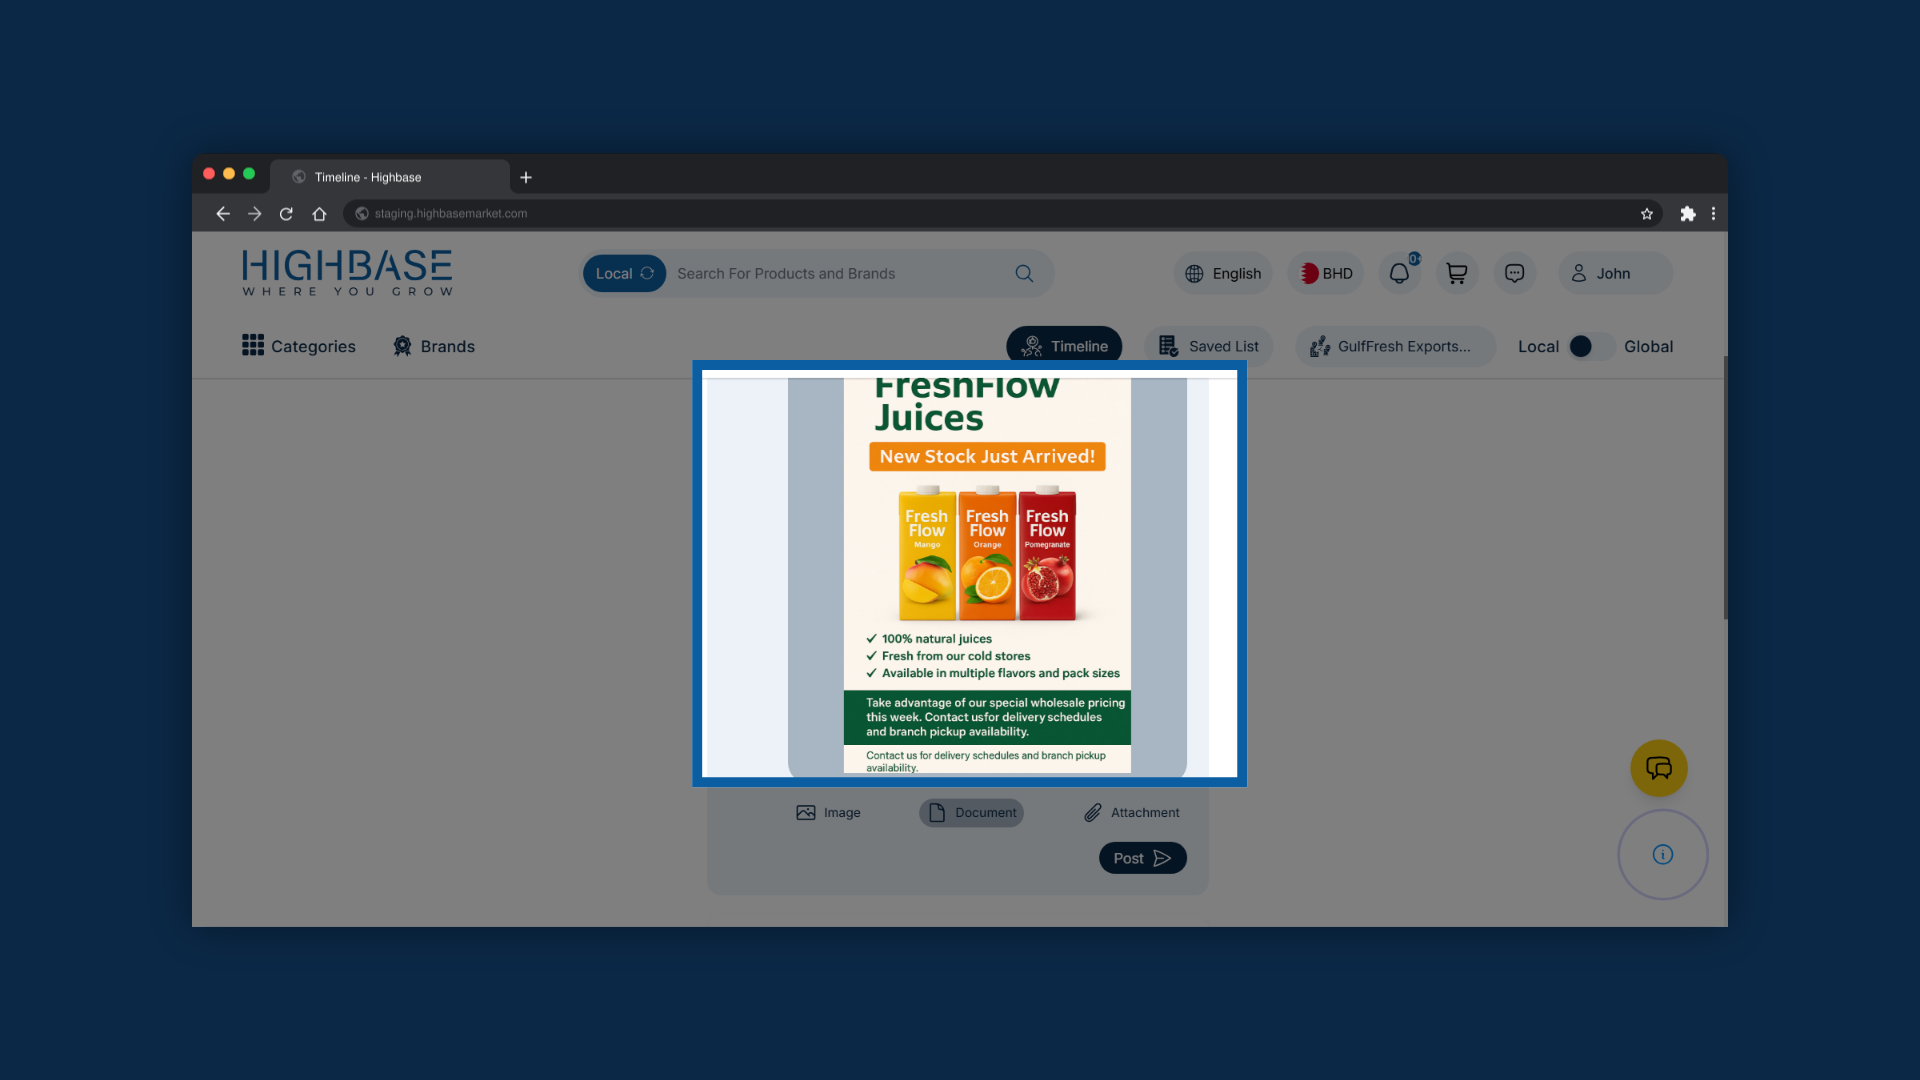 Timeline - Highbase
staging.highbasemarket.com
HIGHBASE
WHERE YOU GROW
Local
Search For Products and Brands
English
BHD
John
Categories
Brands
Timeline
Saved List
GulfFresh Exports...
Local
Global
FreshFlow
Juices
New Stock Just Arrived!
Fresh
Flow
Mango
Fresh
Flow
Orange
Fresh
Flow
Pomegranate
✓ 100% natural juices
✓ Fresh from our cold stores
✓ Available in multiple flavors and pack sizes
Take advantage of our special wholesale pricing
this week. Contact usfor delivery schedules
and branch pickup availability.
Contact us for delivery schedules and branch pickup
availability.
Image
Document
Attachment
Post